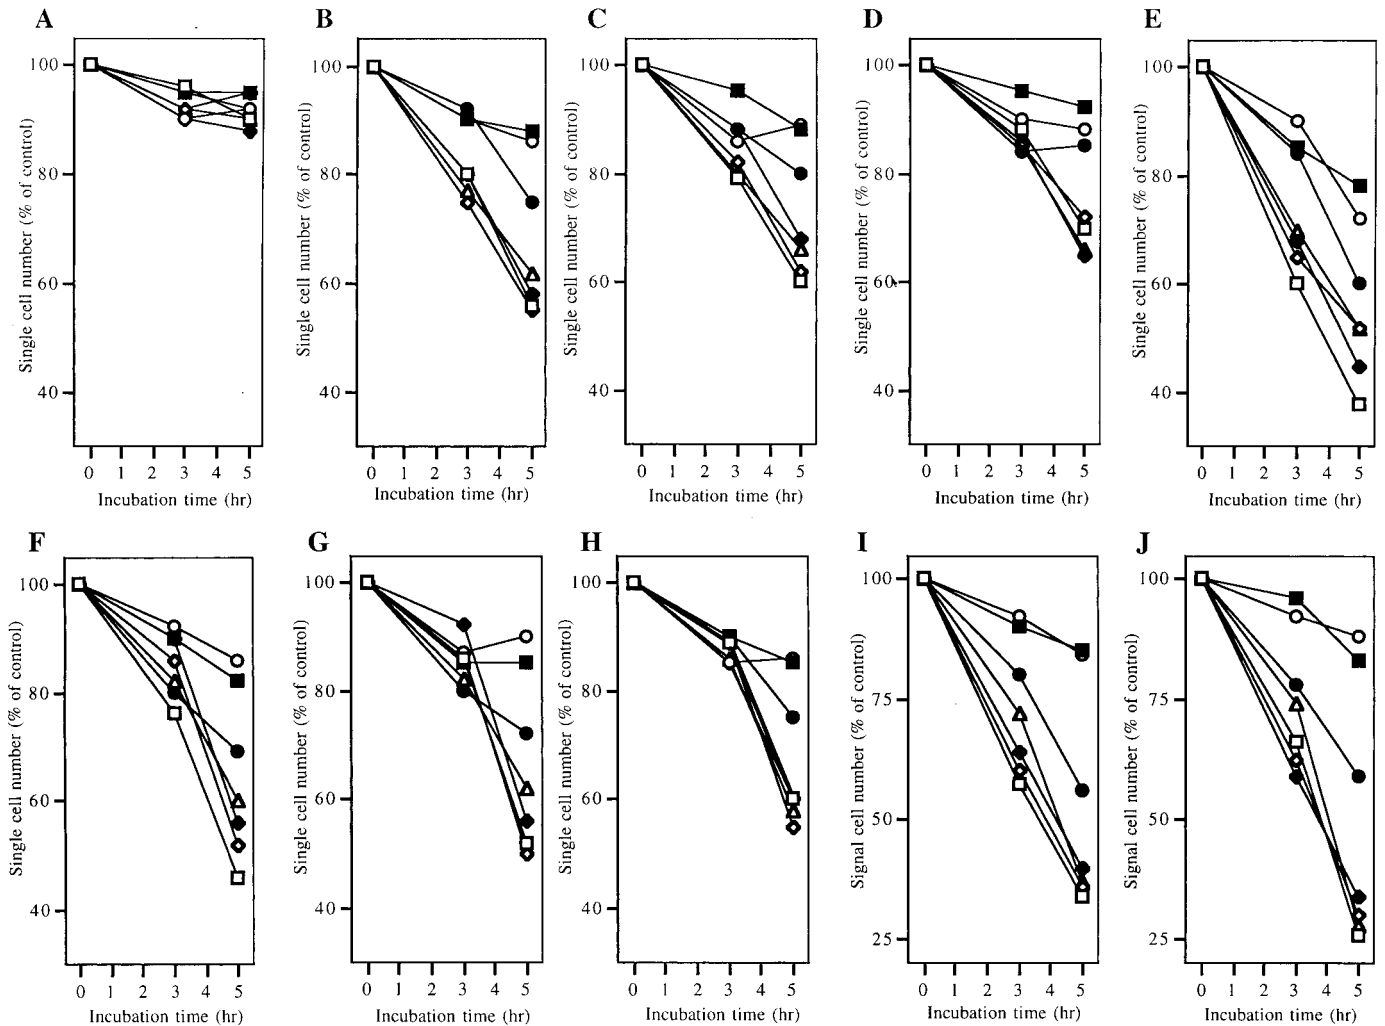 A B C D E
Single cell number (% of control)
100
80
60
40
0 1 2 3 4 5
Incubation time (hr)
Single cell number (% of control)
100
80
60
40
0 1 2 3 4 5
Incubation time (hr)
Single cell number (% of control)
100
80
60
40
0 1 2 3 4 5
Incubation time (hr)
Single cell number (% of control)
100
80
60
40
0 1 2 3 4 5
Incubation time (hr)
Single cell number (% of control)
100
80
60
40
0 1 2 3 4 5
Incubation time (hr)
F G H I J
Single cell number (% of control)
100
80
60
40
0 1 2 3 4 5
Incubation time (hr)
Single cell number (% of control)
100
80
60
40
0 1 2 3 4 5
Incubation time (hr)
Single cell number (% of control)
100
80
60
40
0 1 2 3 4 5
Incubation time (hr)
Signal cell number (% of control)
100
75
50
25
0 1 2 3 4 5
Incubation time (hr)
Signal cell number (% of control)
100
75
50
25
0 1 2 3 4 5
Incubation time (hr)